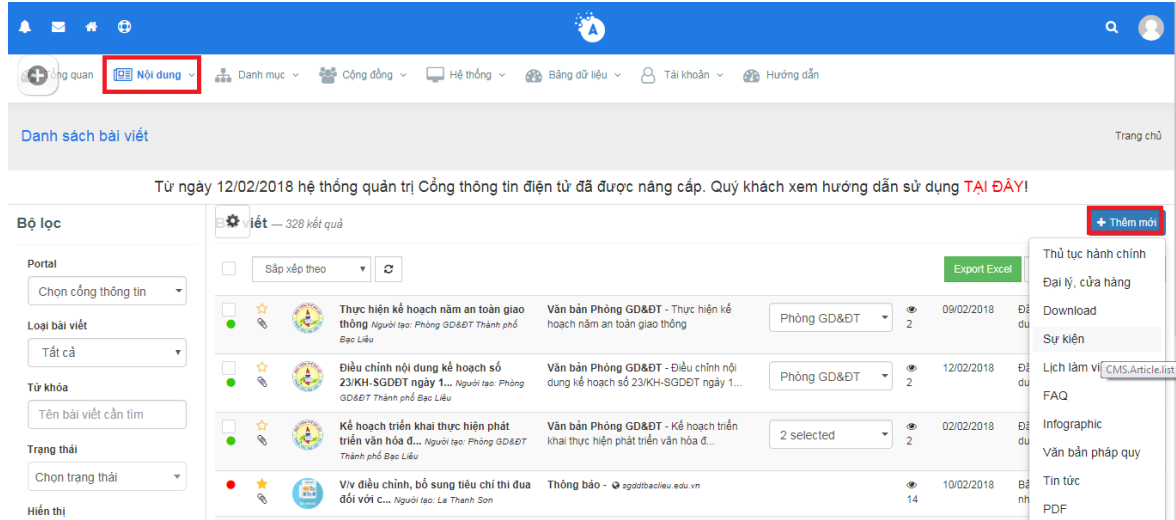 A
ổng quan Nội dung Danh mục Cộng đồng Hệ thống Bảng dữ liệu Tài khoản Hướng dẫn
Danh sách bài viết Trang chủ
Từ ngày 12/02/2018 hệ thống quản trị Cổng thông tin điện tử đã được nâng cấp. Quý khách xem hướng dẫn sử dụng TẠI ĐÂY!
Bộ lọc
Portal
Chọn cổng thông tin
Loại bài viết
Tất cả
Từ khóa
Tên bài viết cần tìm
Trạng thái
Chọn trạng thái
Hiển thị
viết — 328 kết quả
+ Thêm mới
Sắp xếp theo
Export Excel
Thực hiện kế hoạch năm an toàn giao
thông Người tạo: Phòng GD&ĐT Thành phố
Bạc Liêu
Văn bản Phòng GD&ĐT - Thực hiện kế
hoạch năm an toàn giao thông
Phòng GD&ĐT
2
09/02/2018
Điều chỉnh nội dung kế hoạch số
23/KH-SGDĐT ngày 1... Người tạo: Phòng
GD&ĐT Thành phố Bạc Liêu
Văn bản Phòng GD&ĐT - Điều chỉnh nội
dung kế hoạch số 23/KH-SGDĐT ngày 1...
Phòng GD&ĐT
2
12/02/2018
Kế hoạch triển khai thực hiện phát
triển văn hóa đ... Người tạo: Phòng GD&ĐT
Thành phố Bạc Liêu
Văn bản Phòng GD&ĐT - Kế hoạch triển
khai thực hiện phát triển văn hóa đ...
2 selected
2
02/02/2018
V/v điều chỉnh, bổ sung tiêu chí thi đua
đối với c... Người tạo: La Thanh Son
Thông báo - sgddtbaclieu.edu.vn
14
10/02/2018
Thủ tục hành chính
Đại lý, cửa hàng
Download
Sự kiện
Lịch làm vi
CMS.Article.list
FAQ
Infographic
Văn bản pháp quy
Tin tức
PDF